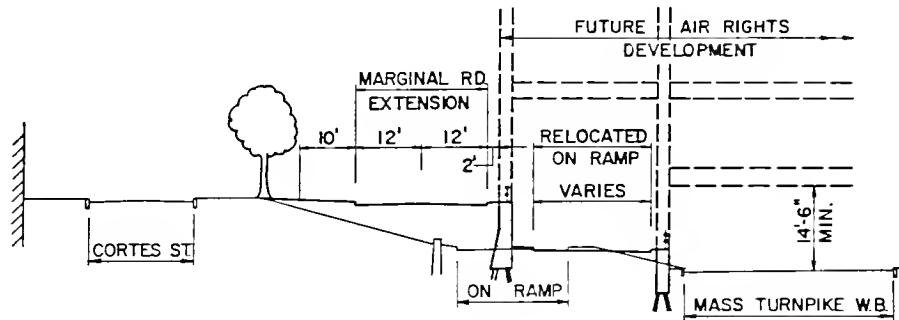 FUTURE AIR RIGHTS
DEVELOPMENT
MARGINAL RD.
EXTENSION
10' 12' 12'
2'
RELOCATED
ON RAMP
VARIES
14'-6"
MIN.
CORTES ST.
ON RAMP
MASS TURNPIKE W.B.